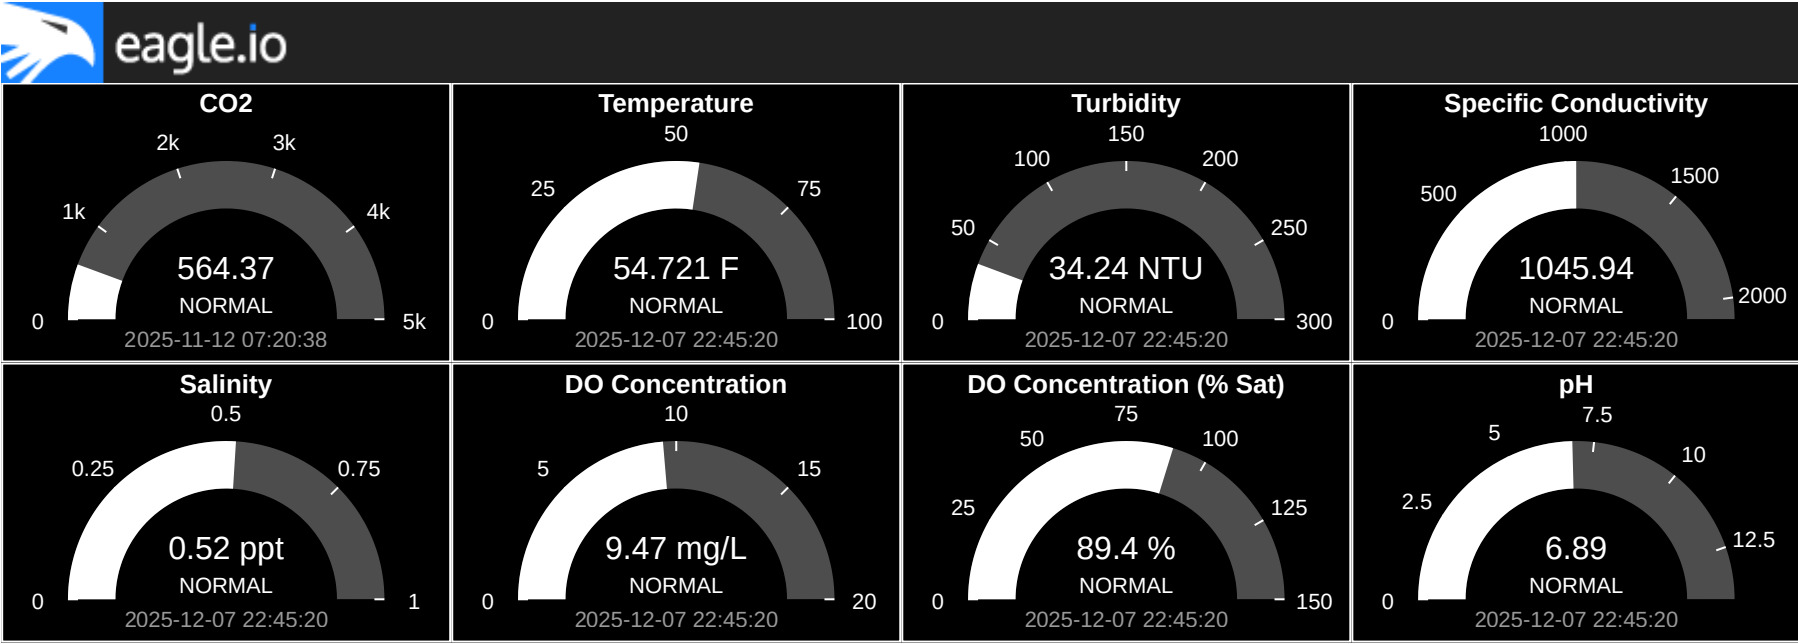 eagle.io
CO2
0
1k
2k
3k
4k
5k
564.37
NORMAL
2025-11-12 07:20:38
Temperature
0
25
50
75
100
54.721 F
NORMAL
2025-12-07 22:45:20
Turbidity
0
50
100
150
200
250
300
34.24 NTU
NORMAL
2025-12-07 22:45:20
Specific Conductivity
0
500
1000
1500
2000
1045.94
NORMAL
2025-12-07 22:45:20
Salinity
0
0.25
0.5
0.75
1
0.52 ppt
NORMAL
2025-12-07 22:45:20
DO Concentration
0
5
10
15
20
9.47 mg/L
NORMAL
2025-12-07 22:45:20
DO Concentration (% Sat)
0
25
50
75
100
125
150
89.4 %
NORMAL
2025-12-07 22:45:20
pH
0
2.5
5
7.5
10
12.5
6.89
NORMAL
2025-12-07 22:45:20